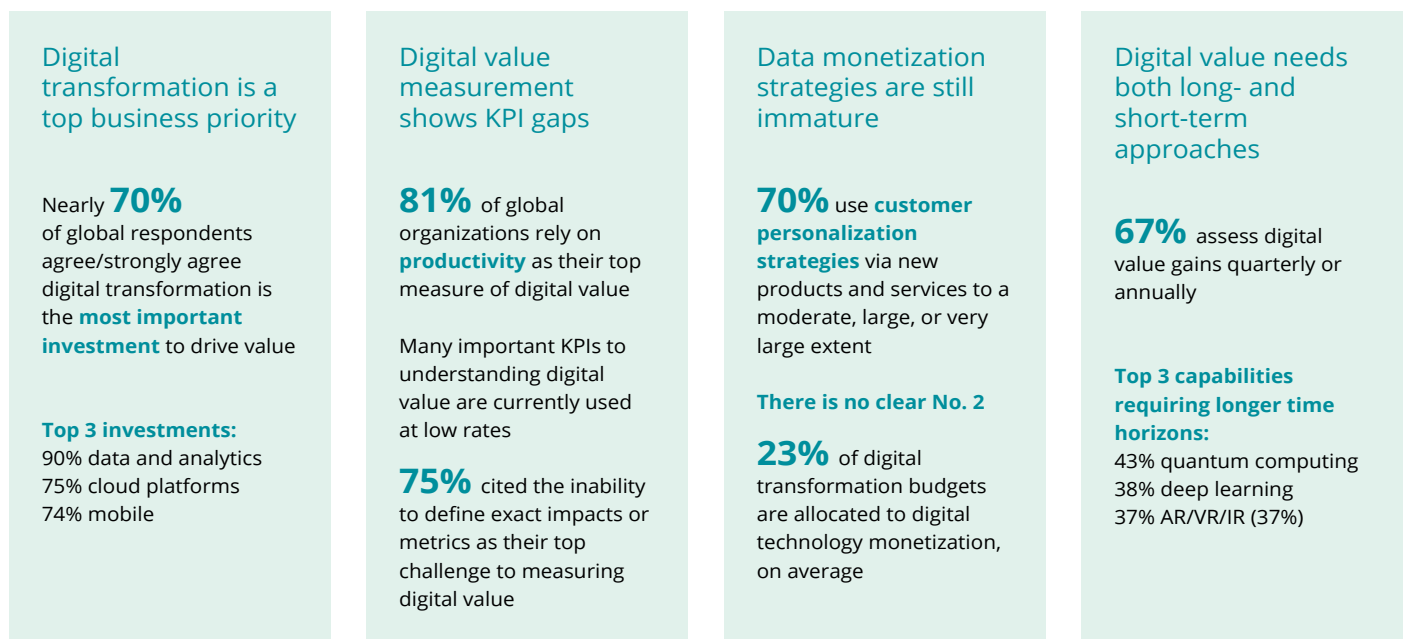 Digital
transformation is a
top business priority
Nearly 70%
of global respondents
agree/strongly agree
digital transformation is
the most important
investment to drive value
Top 3 investments:
90% data and analytics
75% cloud platforms
74% mobile
Digital value
measurement
shows KPI gaps
81% of global
organizations rely on
productivity as their top
measure of digital value
Many important KPIs to
understanding digital
value are currently used
at low rates
75% cited the inability
to define exact impacts or
metrics as their top
challenge to measuring
digital value
Data monetization
strategies are still
immature
70% use customer
personalization
strategies via new
products and services to a
moderate, large, or very
large extent
There is no clear No. 2
23% of digital
transformation budgets
are allocated to digital
technology monetization,
on average
Digital value needs
both long- and
short-term
approaches
67% assess digital
value gains quarterly or
annually
Top 3 capabilities
requiring longer time
horizons:
43% quantum computing
38% deep learning
37% AR/VR/IR (37%)